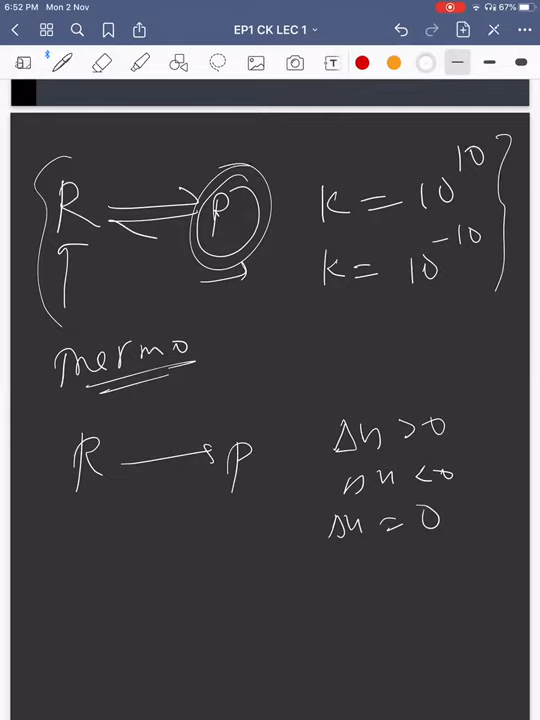 6:52 PM Mon 2 Nov
67%
EP1 CK LEC 1
T
R ⇌ P
K = 10^10
K = 10^-10
Thermo
R → P
ΔH > 0
ΔH < 0
ΔH = 0